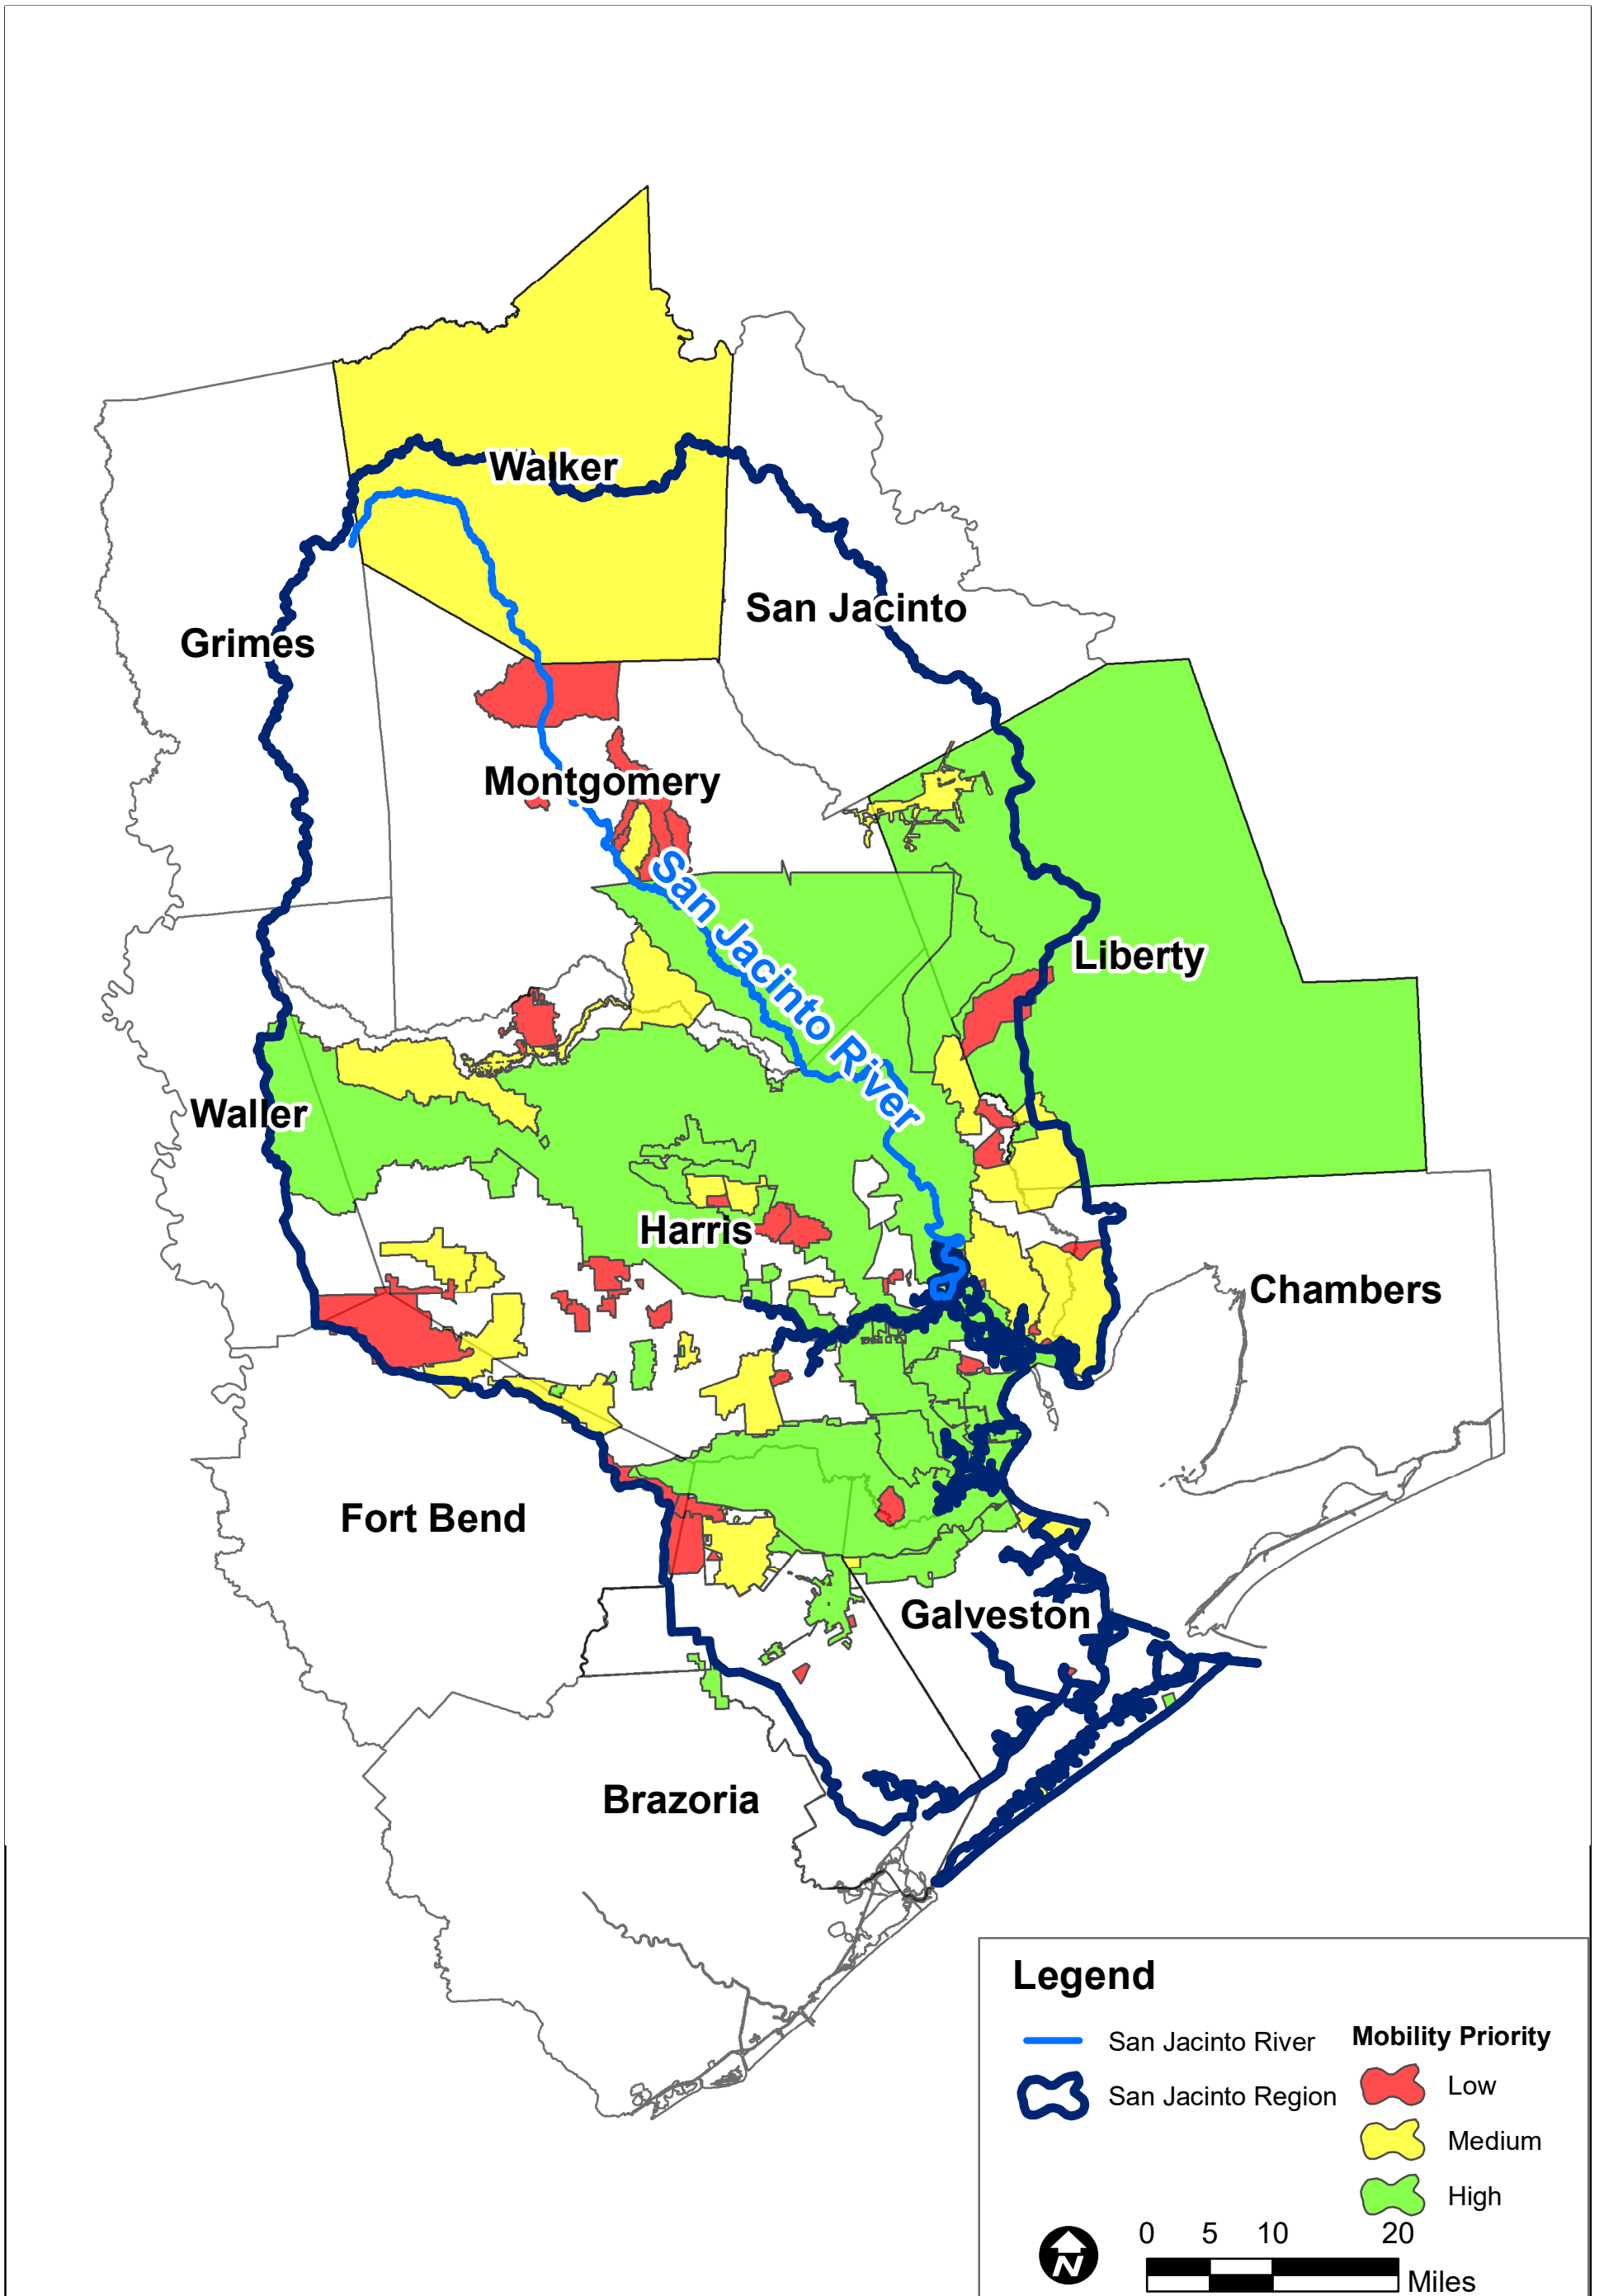 Walker
San Jacinto
Grimes
Montgomery
San Jacinto River
Liberty
Waller
Harris
Chambers
Fort Bend
Galveston
Brazoria
Legend
San Jacinto River
San Jacinto Region
Mobility Priority
Low
Medium
High
N
0 5 10 20
Miles